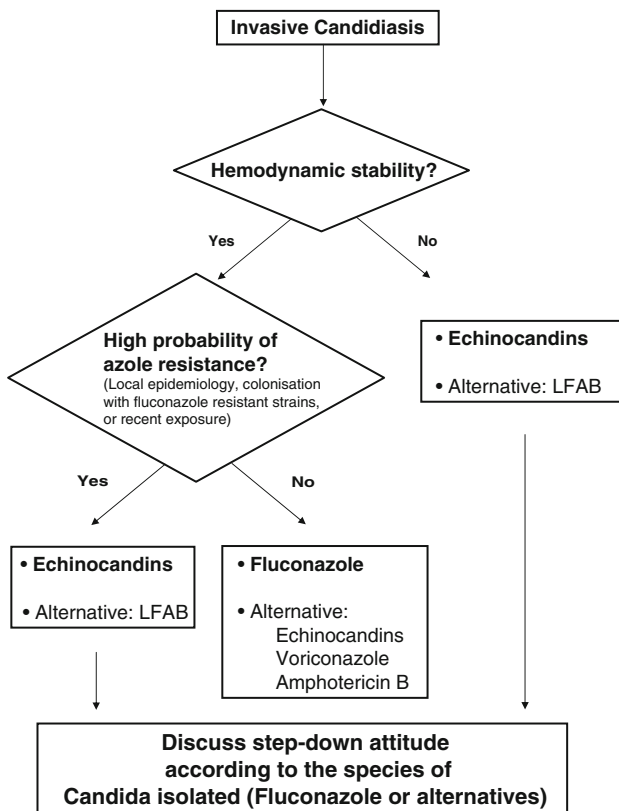 Invasive Candidiasis
Hemodynamic stability?
Yes
No
High probability of
azole resistance?
(Local epidemiology, colonisation
with fluconazole resistant strains,
or recent exposure)
• Echinocandins
• Alternative: LFAB
Yes
No
• Echinocandins
• Alternative: LFAB
• Fluconazole
• Alternative:
Echinocandins
Voriconazole
Amphotericin B
Discuss step-down attitude
according to the species of
Candida isolated (Fluconazole or alternatives)